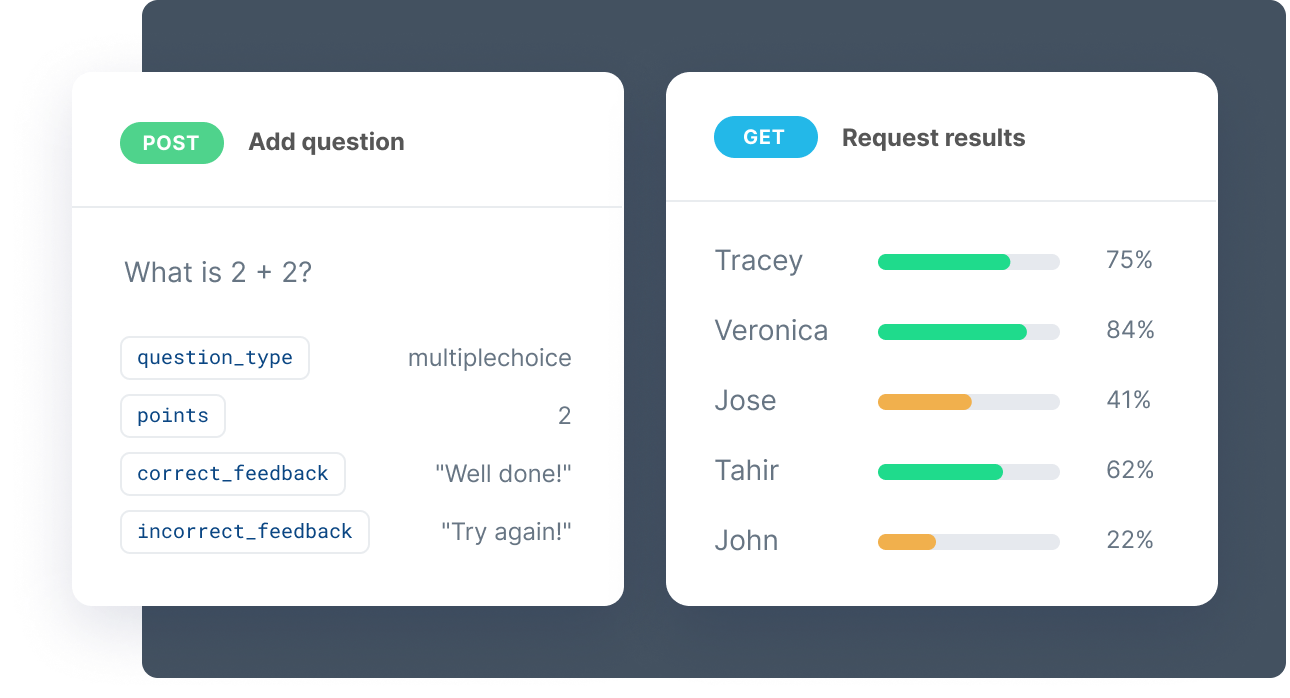 POST Add question
What is 2 + 2?
question_type multiplechoice
points 2
correct_feedback "Well done!"
incorrect_feedback "Try again!"
GET Request results
Tracey 75%
Veronica 84%
Jose 41%
Tahir 62%
John 22%